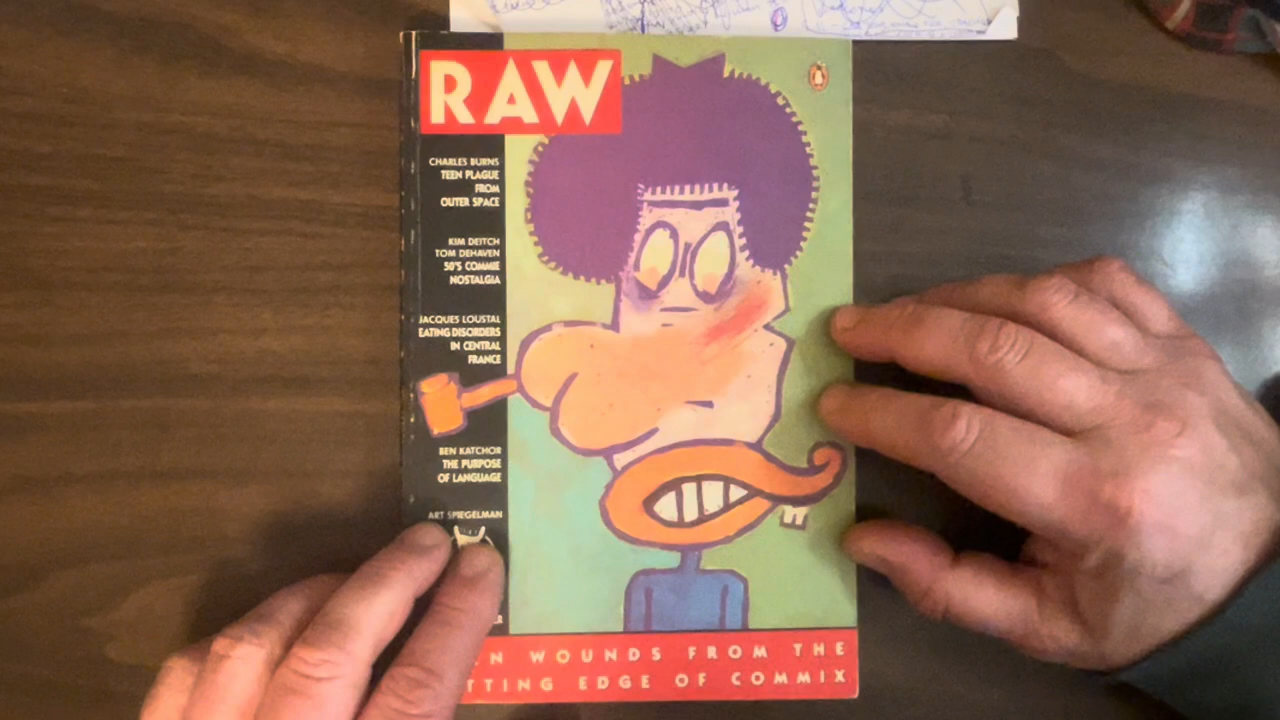 RAW
CHARLES BURNS
TEEN PLAGUE
FROM
OUTER SPACE
KIM DEITCH
TOM DEHAVEN
50'S COMMIE
NOSTALGIA
JACQUES LOUSTAL
EATING DISORDERS
IN CENTRAL
FRANCE
BEN KATCHOR
THE PURPOSE
OF LANGUAGE
ART SPIEGELMAN
WOUNDS FROM THE
EDGE OF COMMIX